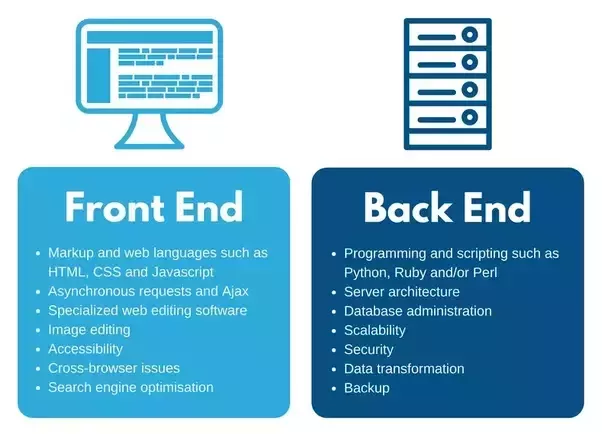 Front End
• Markup and web languages such as
HTML, CSS and Javascript
• Asynchronous requests and Ajax
• Specialized web editing software
• Image editing
• Accessibility
• Cross-browser issues
• Search engine optimisation
Back End
• Programming and scripting such as
Python, Ruby and/or Perl
• Server architecture
• Database administration
• Scalability
• Security
• Data transformation
• Backup